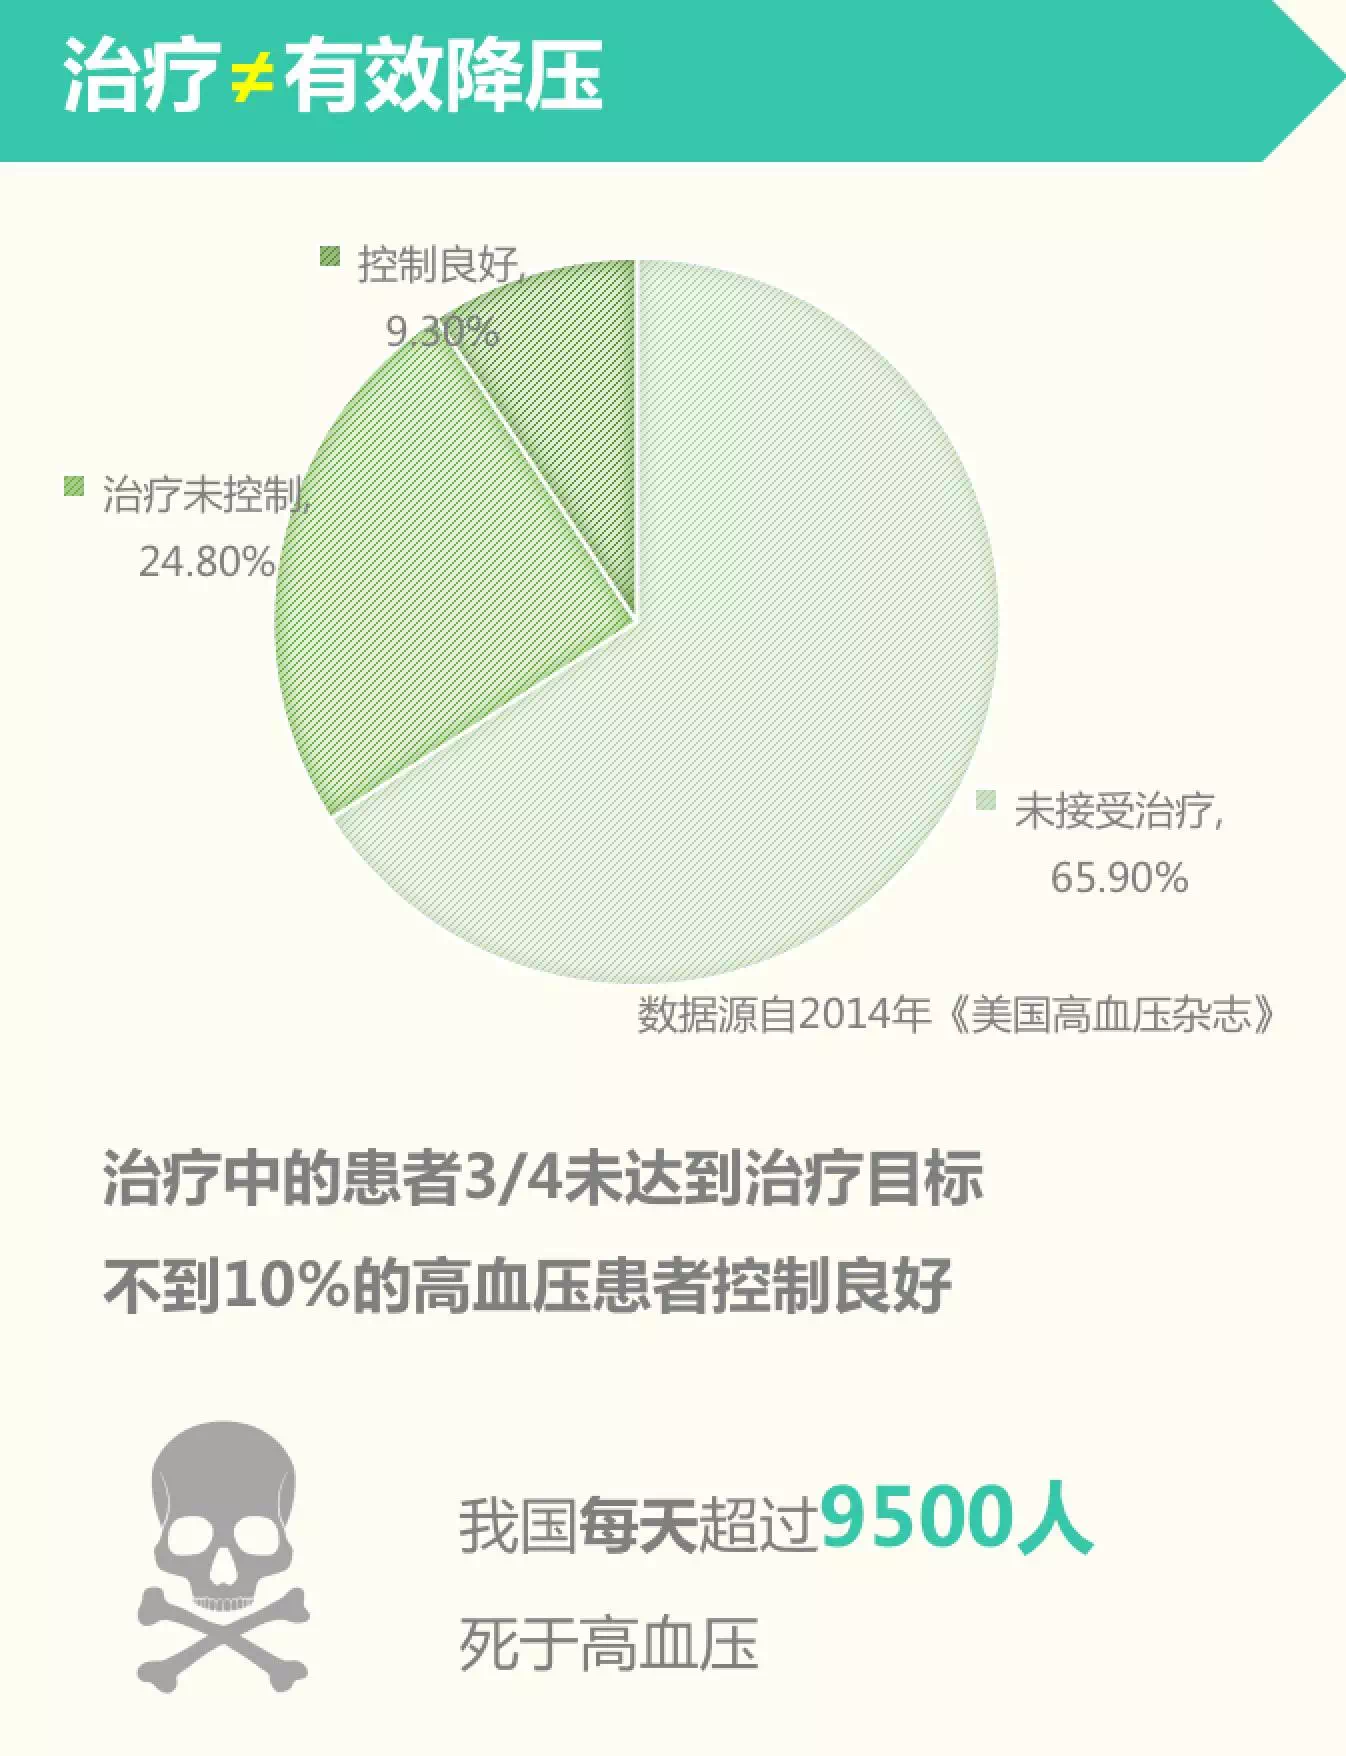 治疗≠有效降压
控制良好,
9.30%
治疗未控制,
24.80%
未接受治疗,
65.90%
数据源自2014年《美国高血压杂志》
治疗中的患者3/4未达到治疗目标
不到10%的高血压患者控制良好
我国每天超过9500人
死于高血压